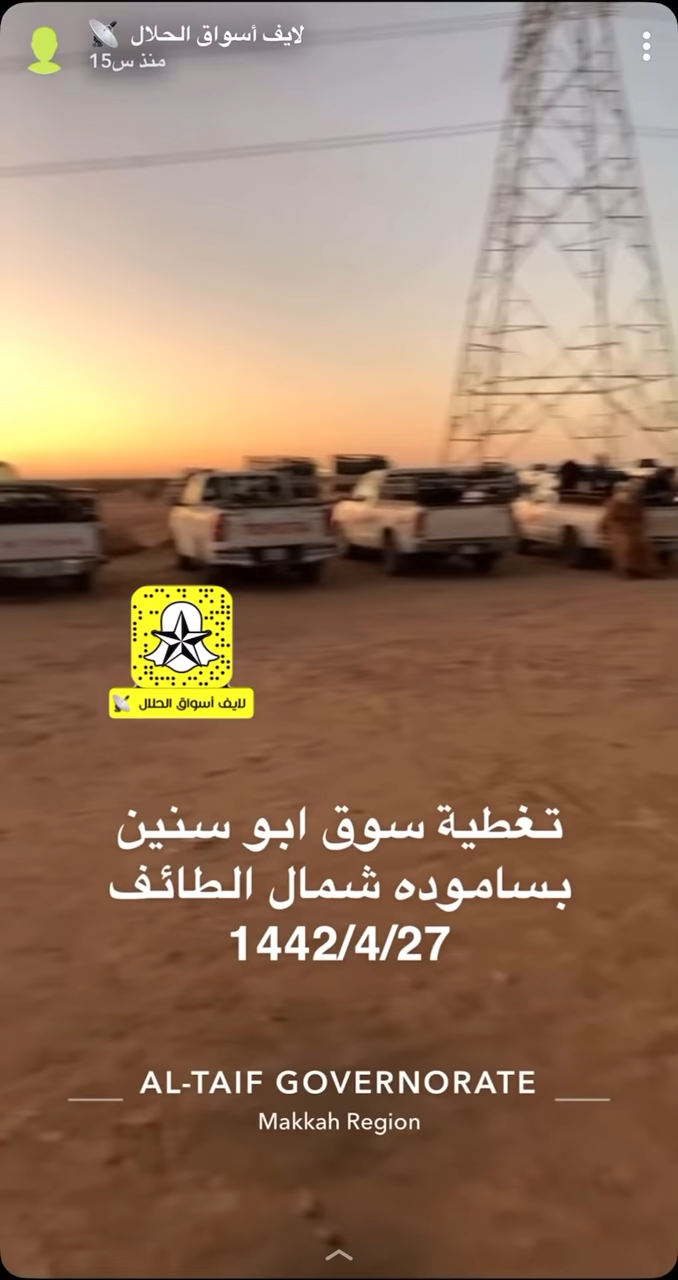 لايف أسواق الحلال
منذ 15س
لايف أسواق الحلال
تغطية سوق ابو سنين
بساموده شمال الطائف
1442/4/27
AL-TAIF GOVERNORATE
Makkah Region